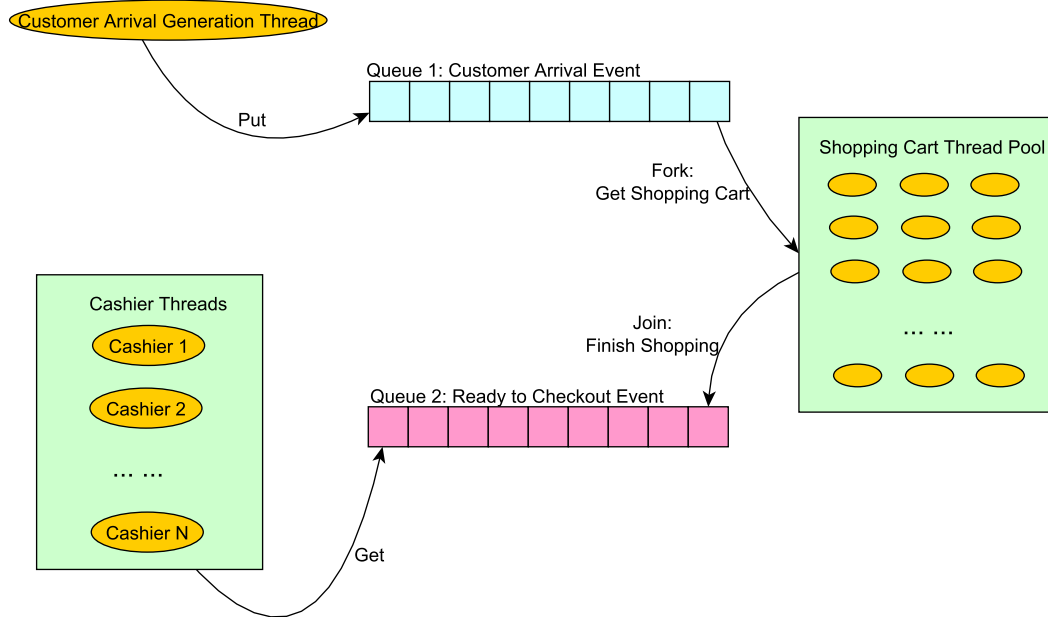 Customer Arrival Generation Thread
Queue 1: Customer Arrival Event
Put
Shopping Cart Thread Pool
Fork:
Get Shopping Cart
... ...
Cashier Threads
Cashier 1
Cashier 2
... ...
Cashier N
Join:
Finish Shopping
Queue 2: Ready to Checkout Event
Get